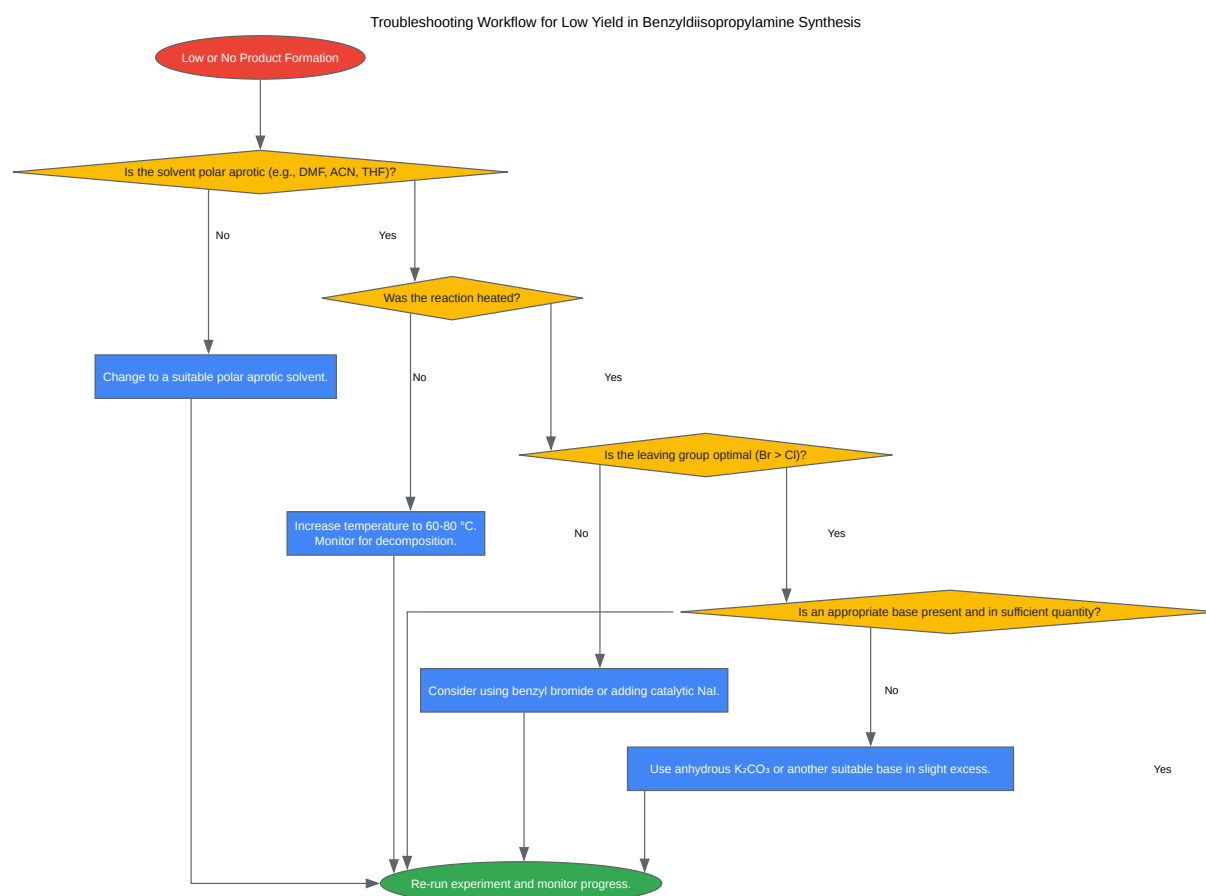 Troubleshooting Workflow for Low Yield in Benzyldiisopropylamine Synthesis
Low or No Product Formation
Is the solvent polar aprotic (e.g., DMF, ACN, THF)?
No
Yes
Was the reaction heated?
Change to a suitable polar aprotic solvent.
No
Yes
Is the leaving group optimal (Br > Cl)?
Increase temperature to 60-80 °C.
Monitor for decomposition.
No
Yes
Is an appropriate base present and in sufficient quantity?
Consider using benzyl bromide or adding catalytic NaI.
No
Use anhydrous K₂CO₃ or another suitable base in slight excess.
Yes
Re-run experiment and monitor progress.